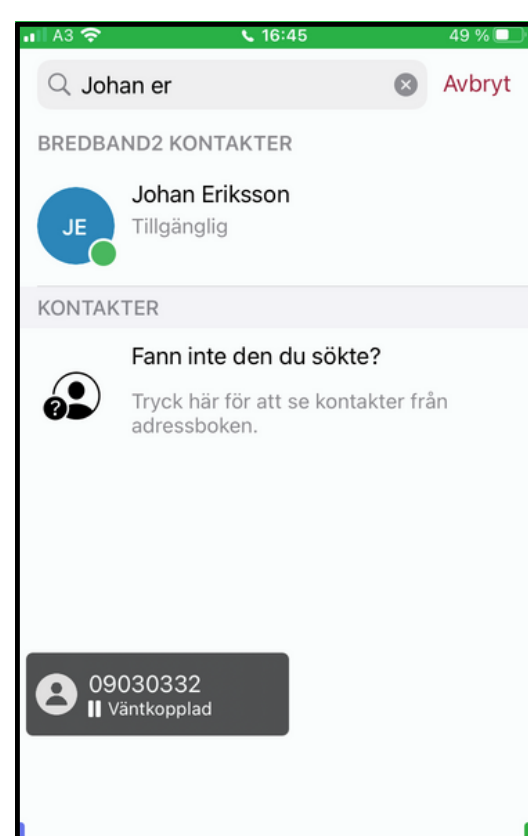 A3 16:45 49 %
Johan er Avbryt
BREDBAND2 KONTAKTER
JE
Johan Eriksson
Tillgänglig
KONTAKTER
Fann inte den du sökte?
?
Tryck här för att se kontakter från
adressboken.
09030332
Väntkopplad